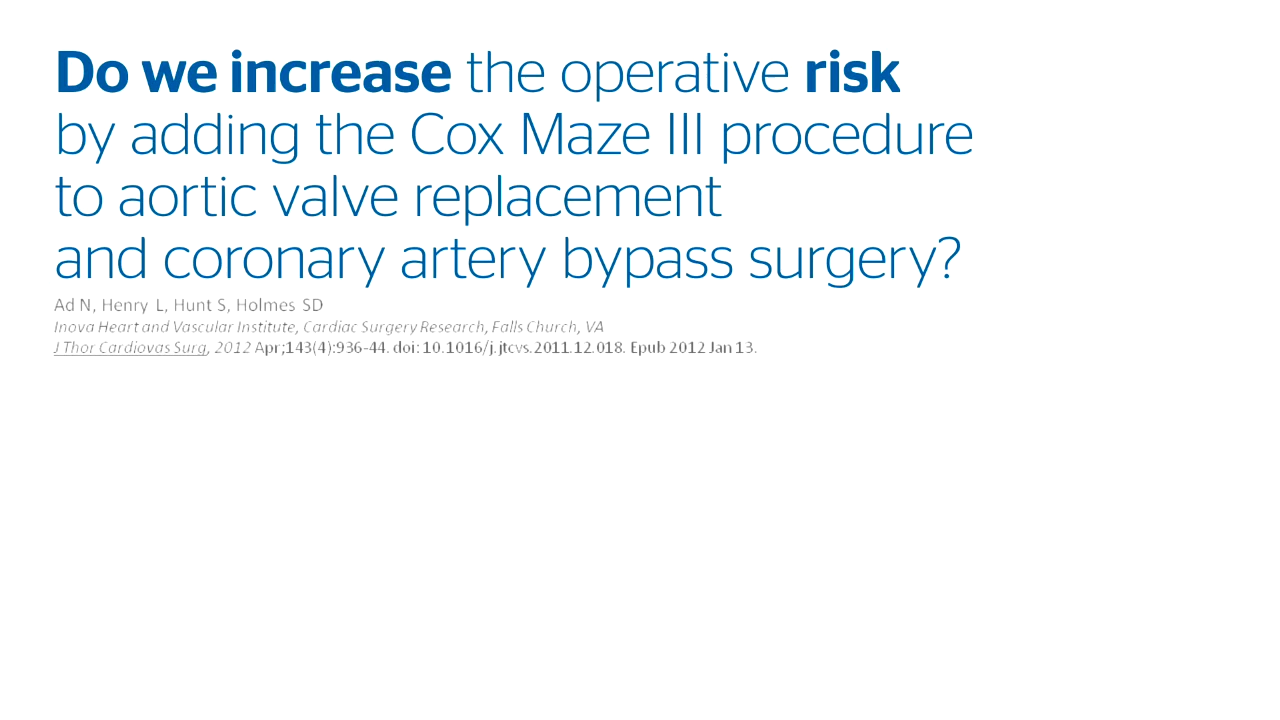 Do we increase the operative risk
by adding the Cox Maze III procedure
to aortic valve replacement
and coronary artery bypass surgery?
Ad N, Henry L, Hunt S, Holmes SD
Inova Heart and Vascular Institute, Cardiac Surgery Research, Falls Church, VA
J Thor Cardiovas Surg, 2012 Apr;143(4):936-44. doi: 10.1016/j.jtcvs.2011.12.018. Epub 2012 Jan 13.